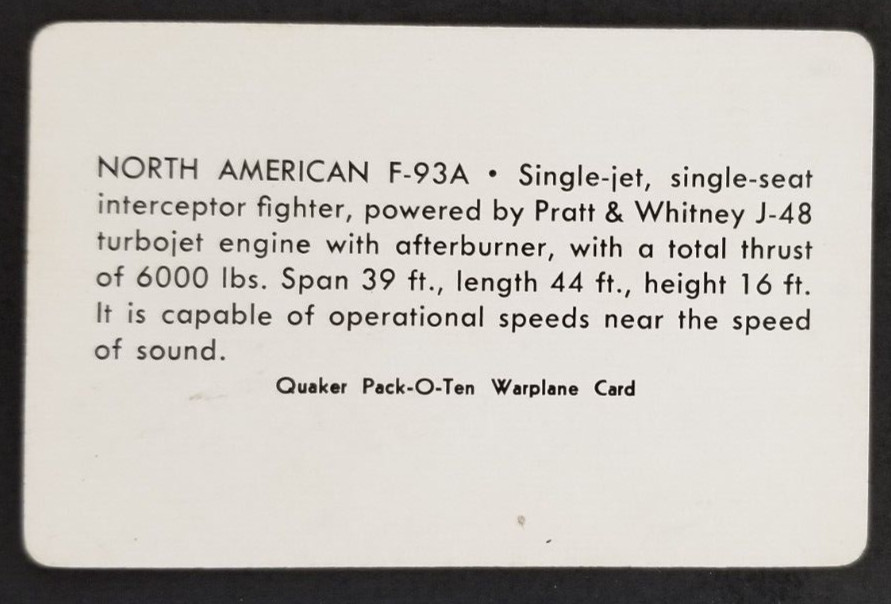 NORTH AMERICAN F-93A • Single-jet, single-seat
interceptor fighter, powered by Pratt & Whitney J-48
turbojet engine with afterburner, with a total thrust
of 6000 lbs. Span 39 ft., length 44 ft., height 16 ft.
It is capable of operational speeds near the speed
of sound.
Quaker Pack-O-Ten Warplane Card